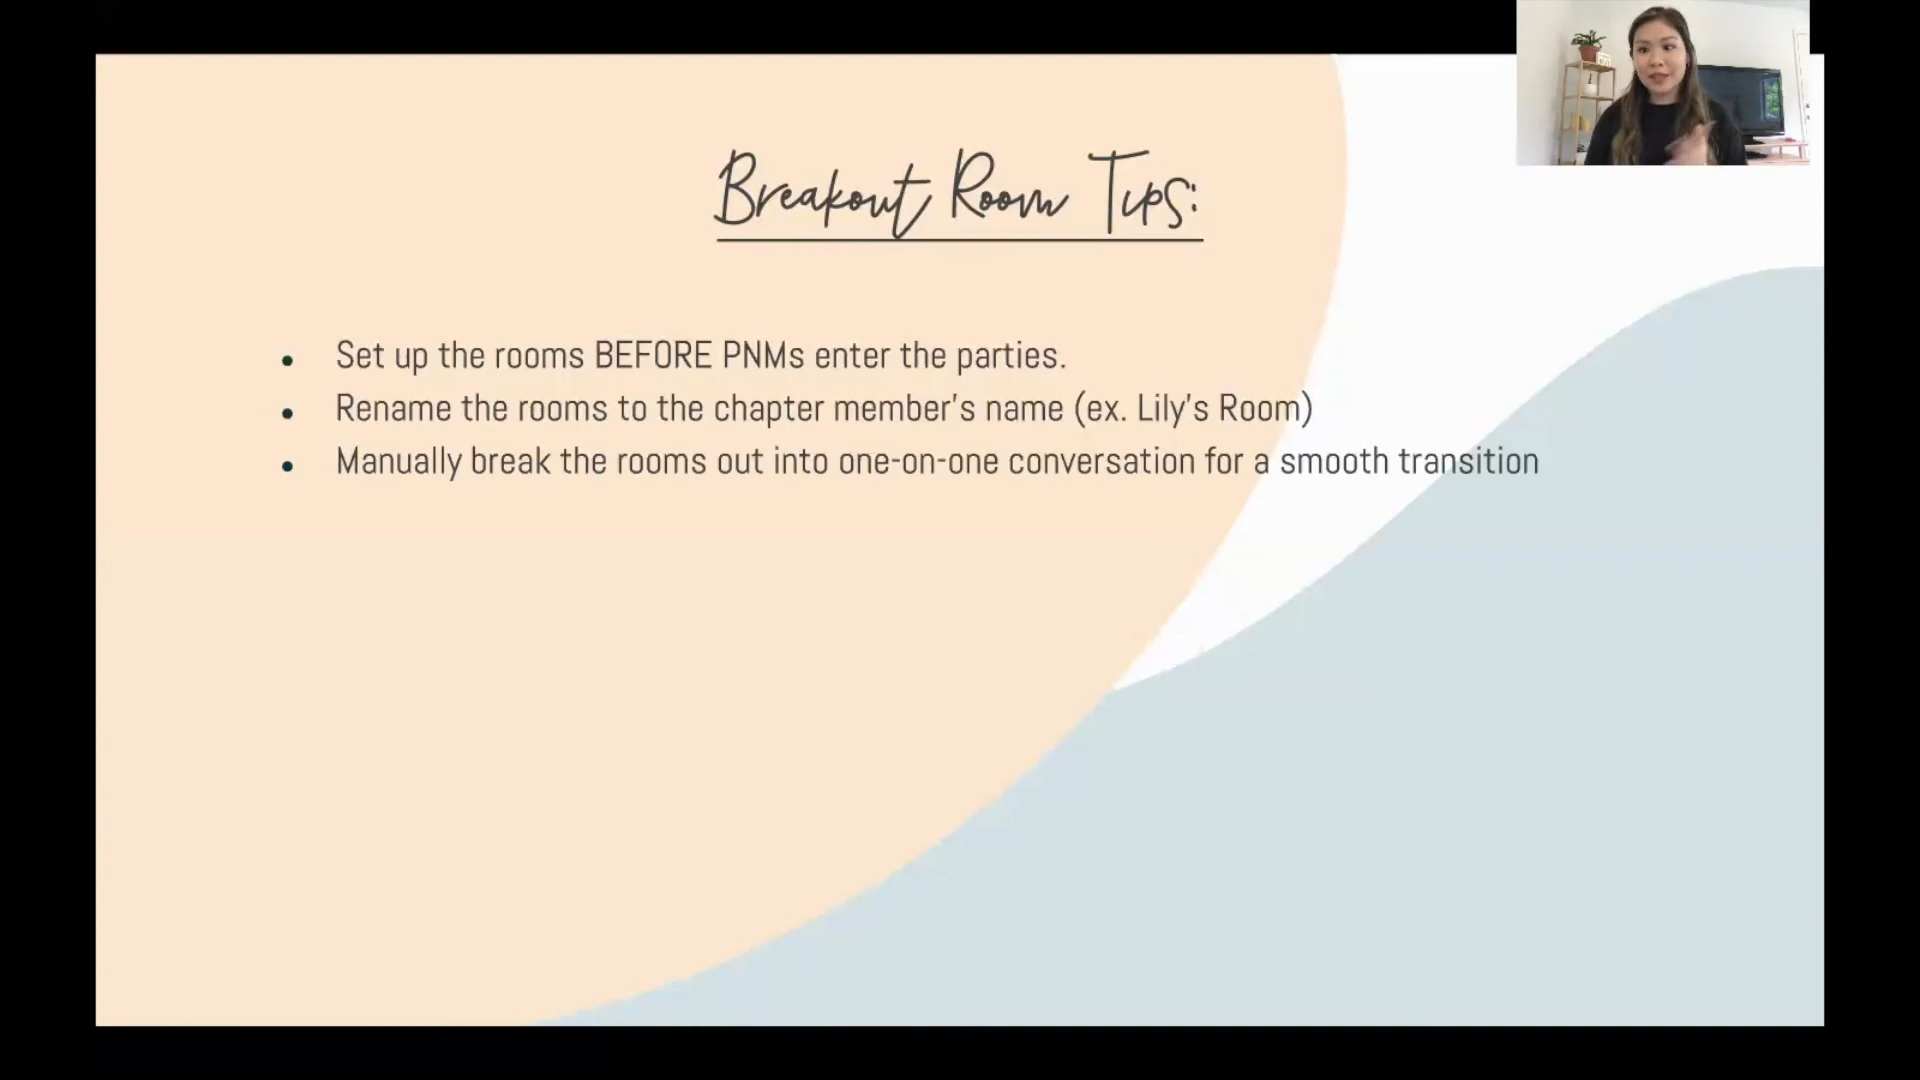 Breakout Room Tips:
Set up the rooms BEFORE PNMs enter the parties.
Rename the rooms to the chapter member's name (ex. Lily's Room)
Manually break the rooms out into one-on-one conversation for a smooth transition